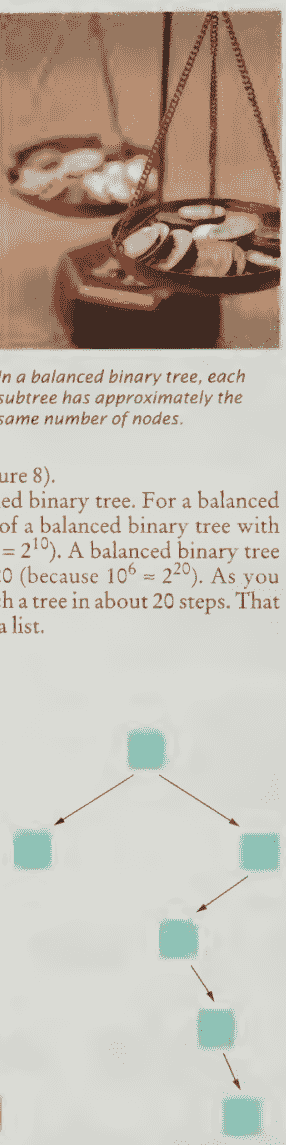 In a balanced binary tree, each
subtree has approximately the
same number of nodes.
ure 8).
ed binary tree. For a balanced
of a balanced binary tree with
= 2¹⁰). A balanced binary tree
20 (because 10⁶ ≈ 2²⁰). As you
h a tree in about 20 steps. That
a list.